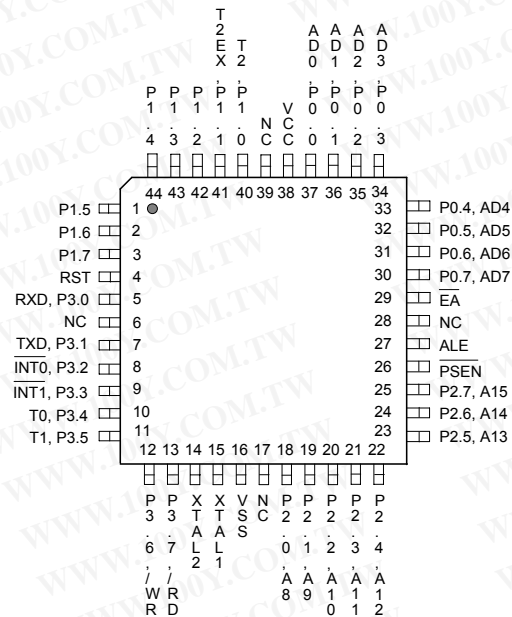 T2EX,P1.1
T2,P1.0
AD0,P0.0
AD1,P0.1
AD2,P0.2
AD3,P0.3
P1.4
P1.3
P1.2
NC
VCC
44 43 42 41 40 39 38 37 36 35 34
P1.5 1
P1.6 2
P1.7 3
RST 4
RXD, P3.0 5
NC 6
TXD, P3.1 7
INT0, P3.2 8
INT1, P3.3 9
T0, P3.4 10
T1, P3.5 11
33 P0.4, AD4
32 P0.5, AD5
31 P0.6, AD6
30 P0.7, AD7
29 EA
28 NC
27 ALE
26 PSEN
25 P2.7, A15
24 P2.6, A14
23 P2.5, A13
12 13 14 15 16 17 18 19 20 21 22
P3.6,/WR
P3.7,/RD
XTAL2
XTAL1
VSS
NC
P2.0,A8
P2.1,A9
P2.2,A10
P2.3,A11
P2.4,A12
WWW.100Y.COM.TW